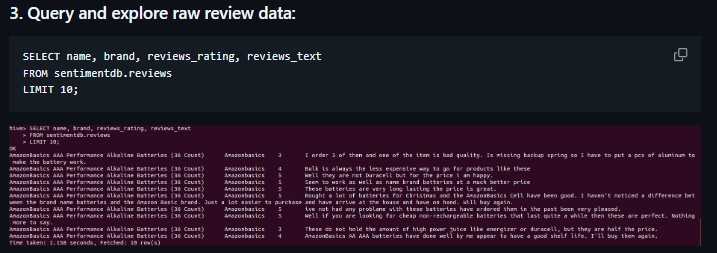 3. Query and explore raw review data:
SELECT name, brand, reviews_rating, reviews_text
FROM sentimentdb.reviews
LIMIT 10;
hive> SELECT name, brand, reviews_rating, reviews_text
    > FROM sentimentdb.reviews
    > LIMIT 10;
OK
AmazonBasics AAA Performance Alkaline Batteries (36 Count)	Amazonbasics	3	I order 3 of them and one of the item is bad quality. Is missing backup spring so I have to put a pcs of aluminum to
make the battery work.
AmazonBasics AAA Performance Alkaline Batteries (36 Count)	Amazonbasics	4	Bulk is always the less expensive way to go for products like these
AmazonBasics AAA Performance Alkaline Batteries (36 Count)	Amazonbasics	5	Well they are not Duracell but for the price i am happy.
AmazonBasics AAA Performance Alkaline Batteries (36 Count)	Amazonbasics	5	Seem to work as well as name brand batteries at a much better price
AmazonBasics AAA Performance Alkaline Batteries (36 Count)	Amazonbasics	5	These batteries are very long lasting the price is great.
AmazonBasics AAA Performance Alkaline Batteries (36 Count)	Amazonbasics	5	Bought a lot of batteries for Christmas and the AmazonBasics Cell have been good. I haven't noticed a difference bet
ween the brand name batteries and the Amazon Basic brand. Just a lot easier to purchase and have arrive at the house and have on hand. Will buy again.
AmazonBasics AAA Performance Alkaline Batteries (36 Count)	Amazonbasics	5	ive not had any problame with these batteries have ordered them in the past been very pleased.
AmazonBasics AAA Performance Alkaline Batteries (36 Count)	Amazonbasics	5	Well if you are looking for cheap non-rechargeable batteries that last quite a while then these are perfect. Nothing
more to say.
AmazonBasics AAA Performance Alkaline Batteries (36 Count)	Amazonbasics	3	These do not hold the amount of high power juice like energizer or duracell, but they are half the price.
AmazonBasics AAA Performance Alkaline Batteries (36 Count)	Amazonbasics	4	AmazonBasics AA AAA batteries have done well by me appear to have a good shelf life. I'll buy them again.
Time taken: 1.158 seconds, Fetched: 10 row(s)